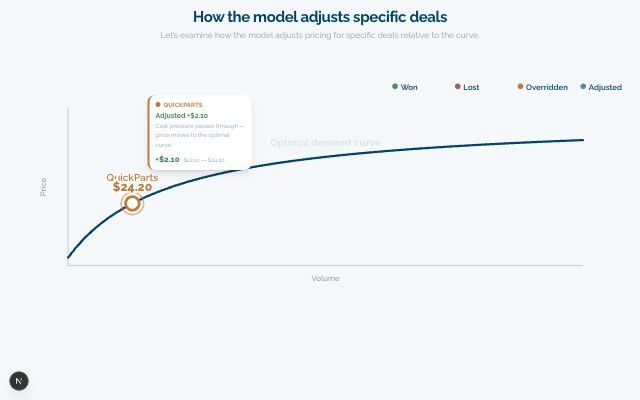 How the model adjusts specific deals
Let's examine how the model adjusts pricing for specific deals relative to the curve.
Won
Lost
Overridden
Adjusted
QUICKPARTS
Adjusted +$2.10
Cost pressure passes through —
price moves to the optimal
curve.
+$2.10
Optimal demand curve
QuickParts
$24.20
Price
Volume
N